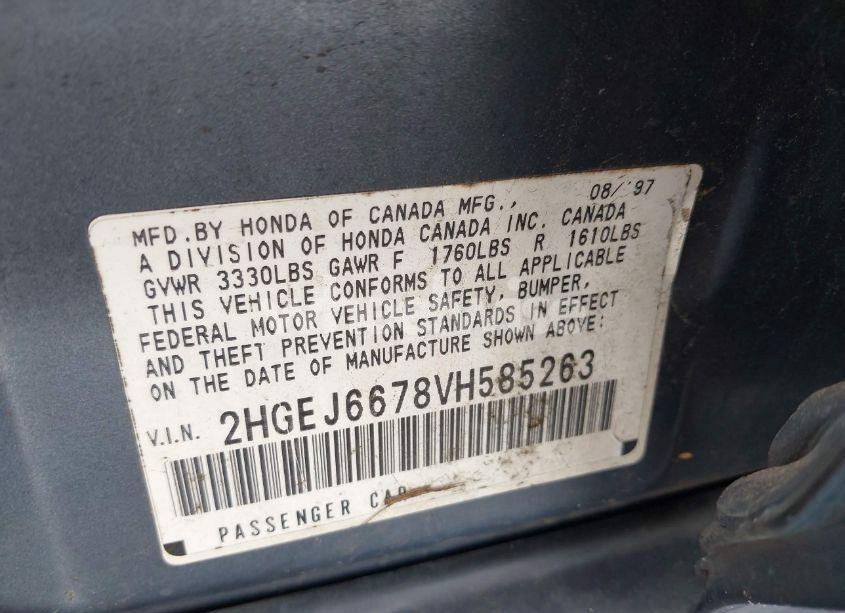 MFD.BY HONDA OF CANADA MFG., 08/'97
A DIVISION OF HONDA CANADA INC. CANADA
GVWR 3330LBS GAWR F 1760LBS R 1610LBS
THIS VEHICLE CONFORMS TO ALL APPLICABLE
FEDERAL MOTOR VEHICLE SAFETY, BUMPER,
AND THEFT PREVENTION STANDARDS IN EFFECT
ON THE DATE OF MANUFACTURE SHOWN ABOVE:
V.I.N. 2HGEJ6678VH585263
PASSENGER CAR